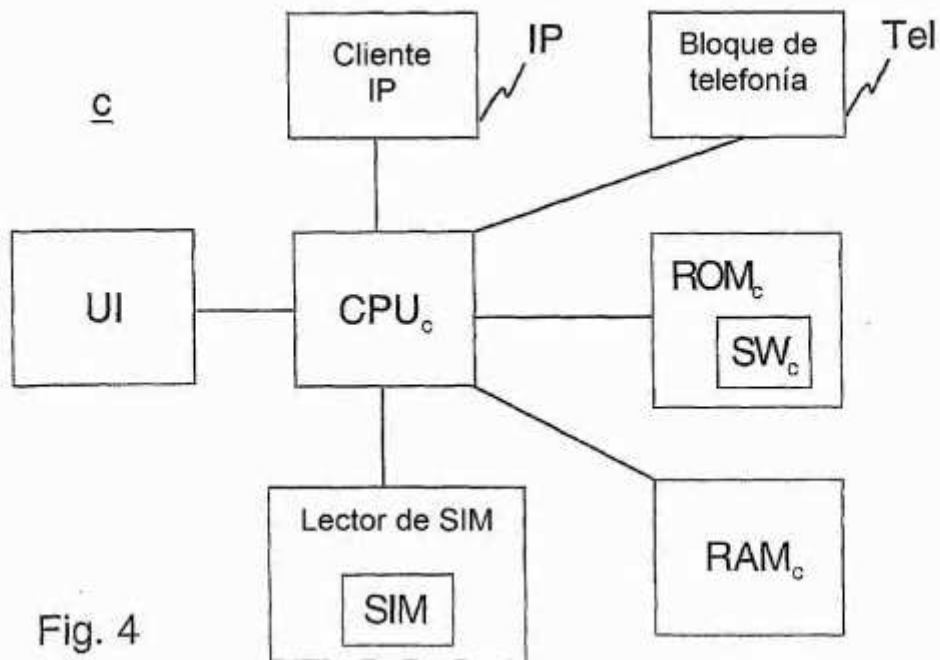 Cliente
IP
IP
Bloque de
telefonía
Tel
c
UI
CPUc
ROMc
SWc
Lector de SIM
SIM
RAMc
Fig. 4